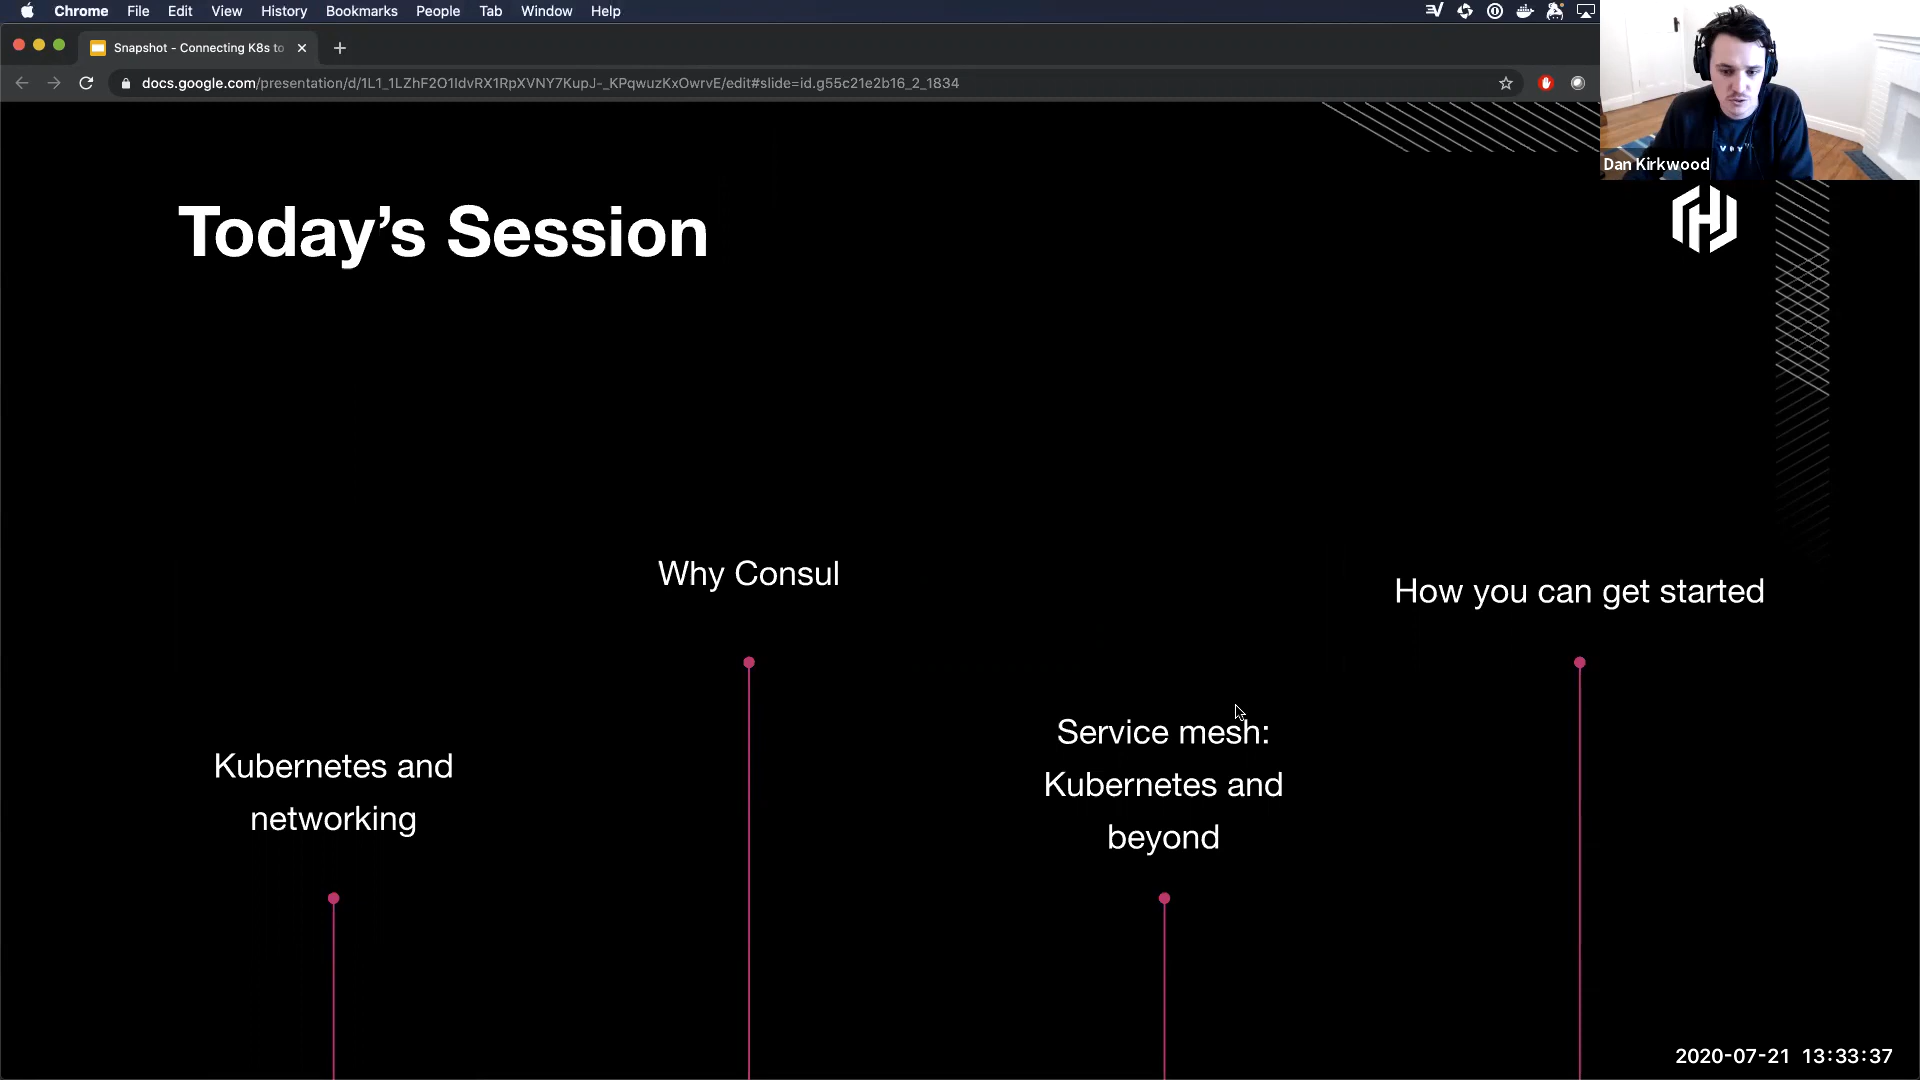 Chrome File Edit View History Bookmarks People Tab Window Help
Snapshot - Connecting K8s to
docs.google.com/presentation/d/1L1_1LZhF2O1IdvRX1RpXVNY7KupJ-_KPqwuzKxOwrvE/edit#slide=id.g55c21e2b16_2_1834
Dan Kirkwood
Today’s Session
Why Consul
How you can get started
Kubernetes and
networking
Service mesh:
Kubernetes and
beyond
2020-07-21 13:33:37